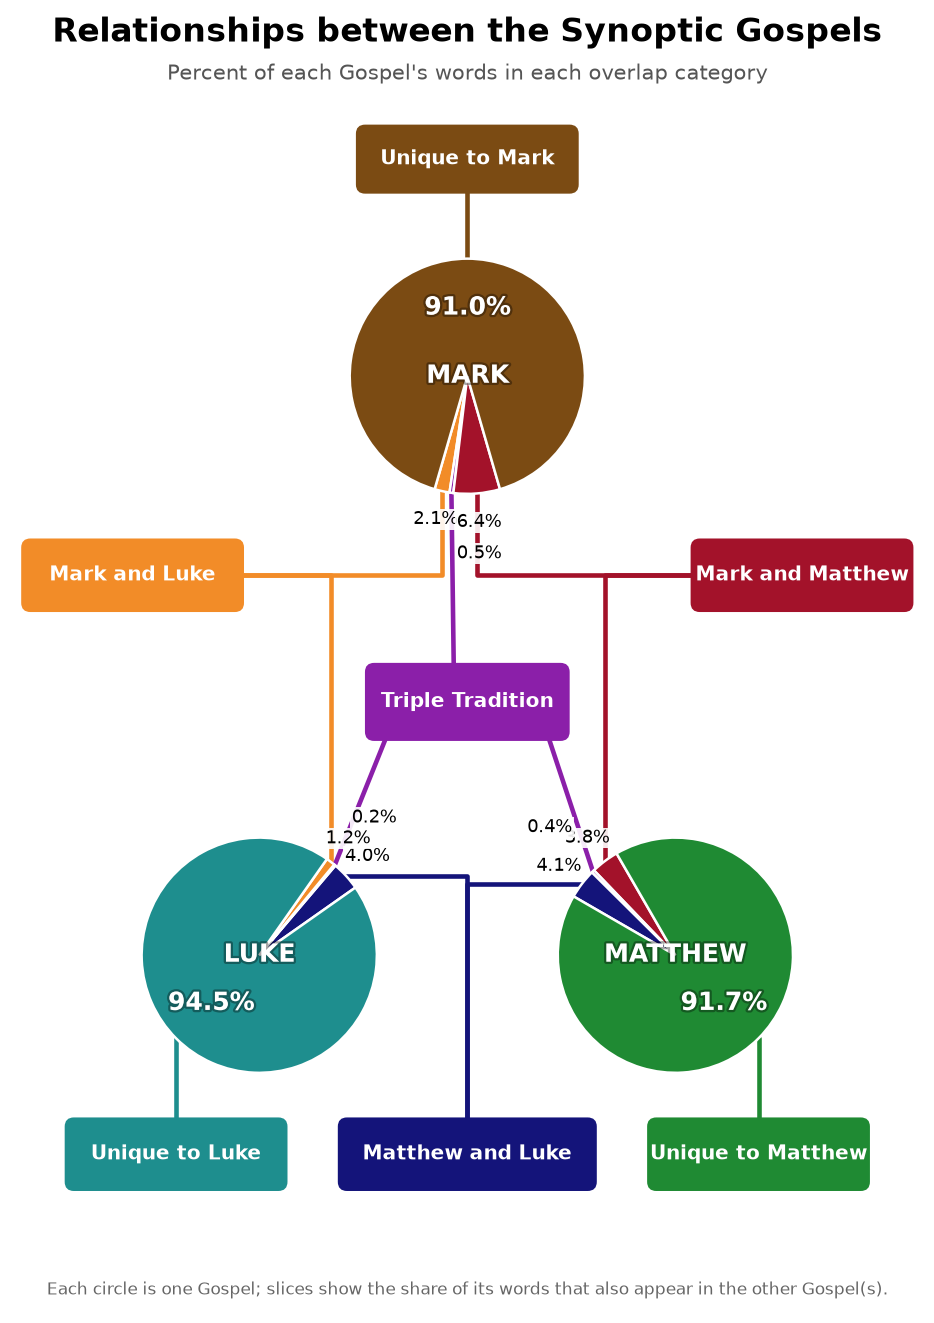 Relationships between the Synoptic Gospels
Percent of each Gospel's words in each overlap category
Unique to Mark
91.0%
MARK
2.1%
6.4%
0.5%
Mark and Luke
Mark and Matthew
Triple Tradition
0.2%
1.2%
4.0%
0.4%
3.8%
4.1%
LUKE
94.5%
MATTHEW
91.7%
Unique to Luke
Matthew and Luke
Unique to Matthew
Each circle is one Gospel; slices show the share of its words that also appear in the other Gospel(s).